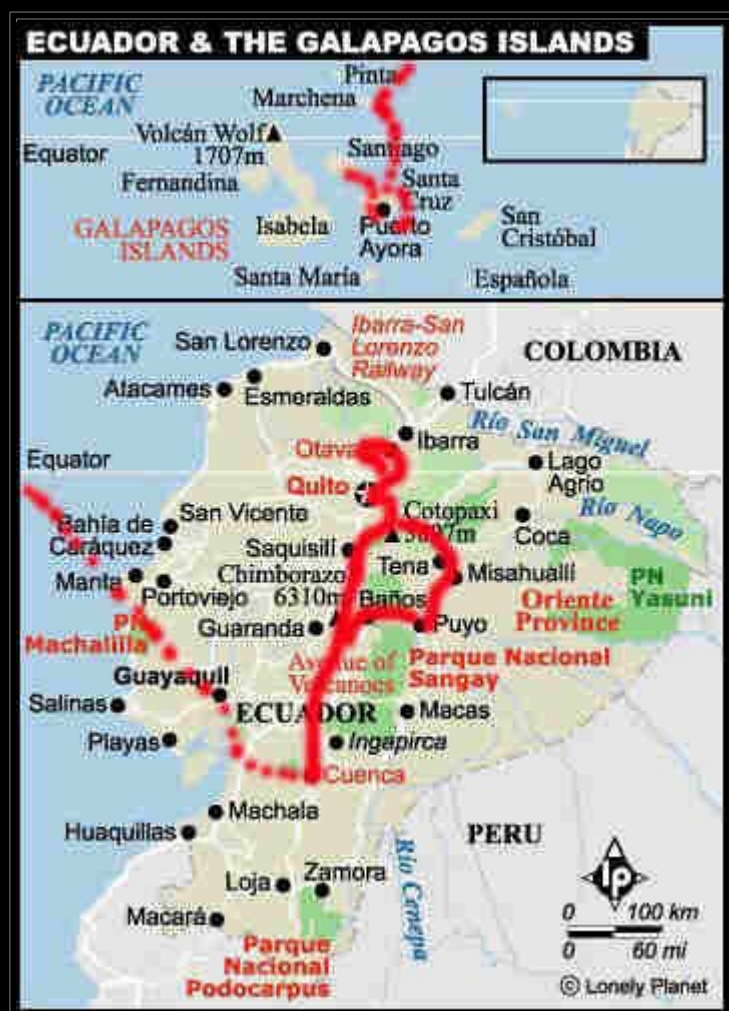 ECUADOR & THE GALAPAGOS ISLANDS
PACIFIC
OCEAN
Pinta
Marchena
Volcán Wolf
1707m
Equator
Santiago
Fernandina
Santa
Cruz
GALAPAGOS
ISLANDS
Isabela
Puerto
Ayora
San
Cristóbal
Santa María
Española
PACIFIC
OCEAN
San Lorenzo
Ibarra-San
Lorenzo
Railway
COLOMBIA
Atacames
Esmeraldas
Tulcán
Río San Miguel
Otava
Ibarra
Equator
Lago
Agrio
Quito
Río Napo
Cotopaxi
Bahía de
Caráquez
San Vicente
Coca
Saquisilí
Tena
Misahuallí
Manta
Portoviejo
Chimborazo
6310m
Baños
PN
Yasuni
Oriente
Province
PN
Machalilla
Guaranda
Puyo
Avenue of
Volcanoes
Parque Nacional
Sangay
Guayaquil
Salinas
ECUADOR
Macas
Playas
Ingapirca
Cuenca
Machala
Huaquillas
PERU
Río Cenepa
Loja
Zamora
Macará
Parque
Nacional
Podocarpus
lp
0 100 km
0 60 mi
© Lonely Planet